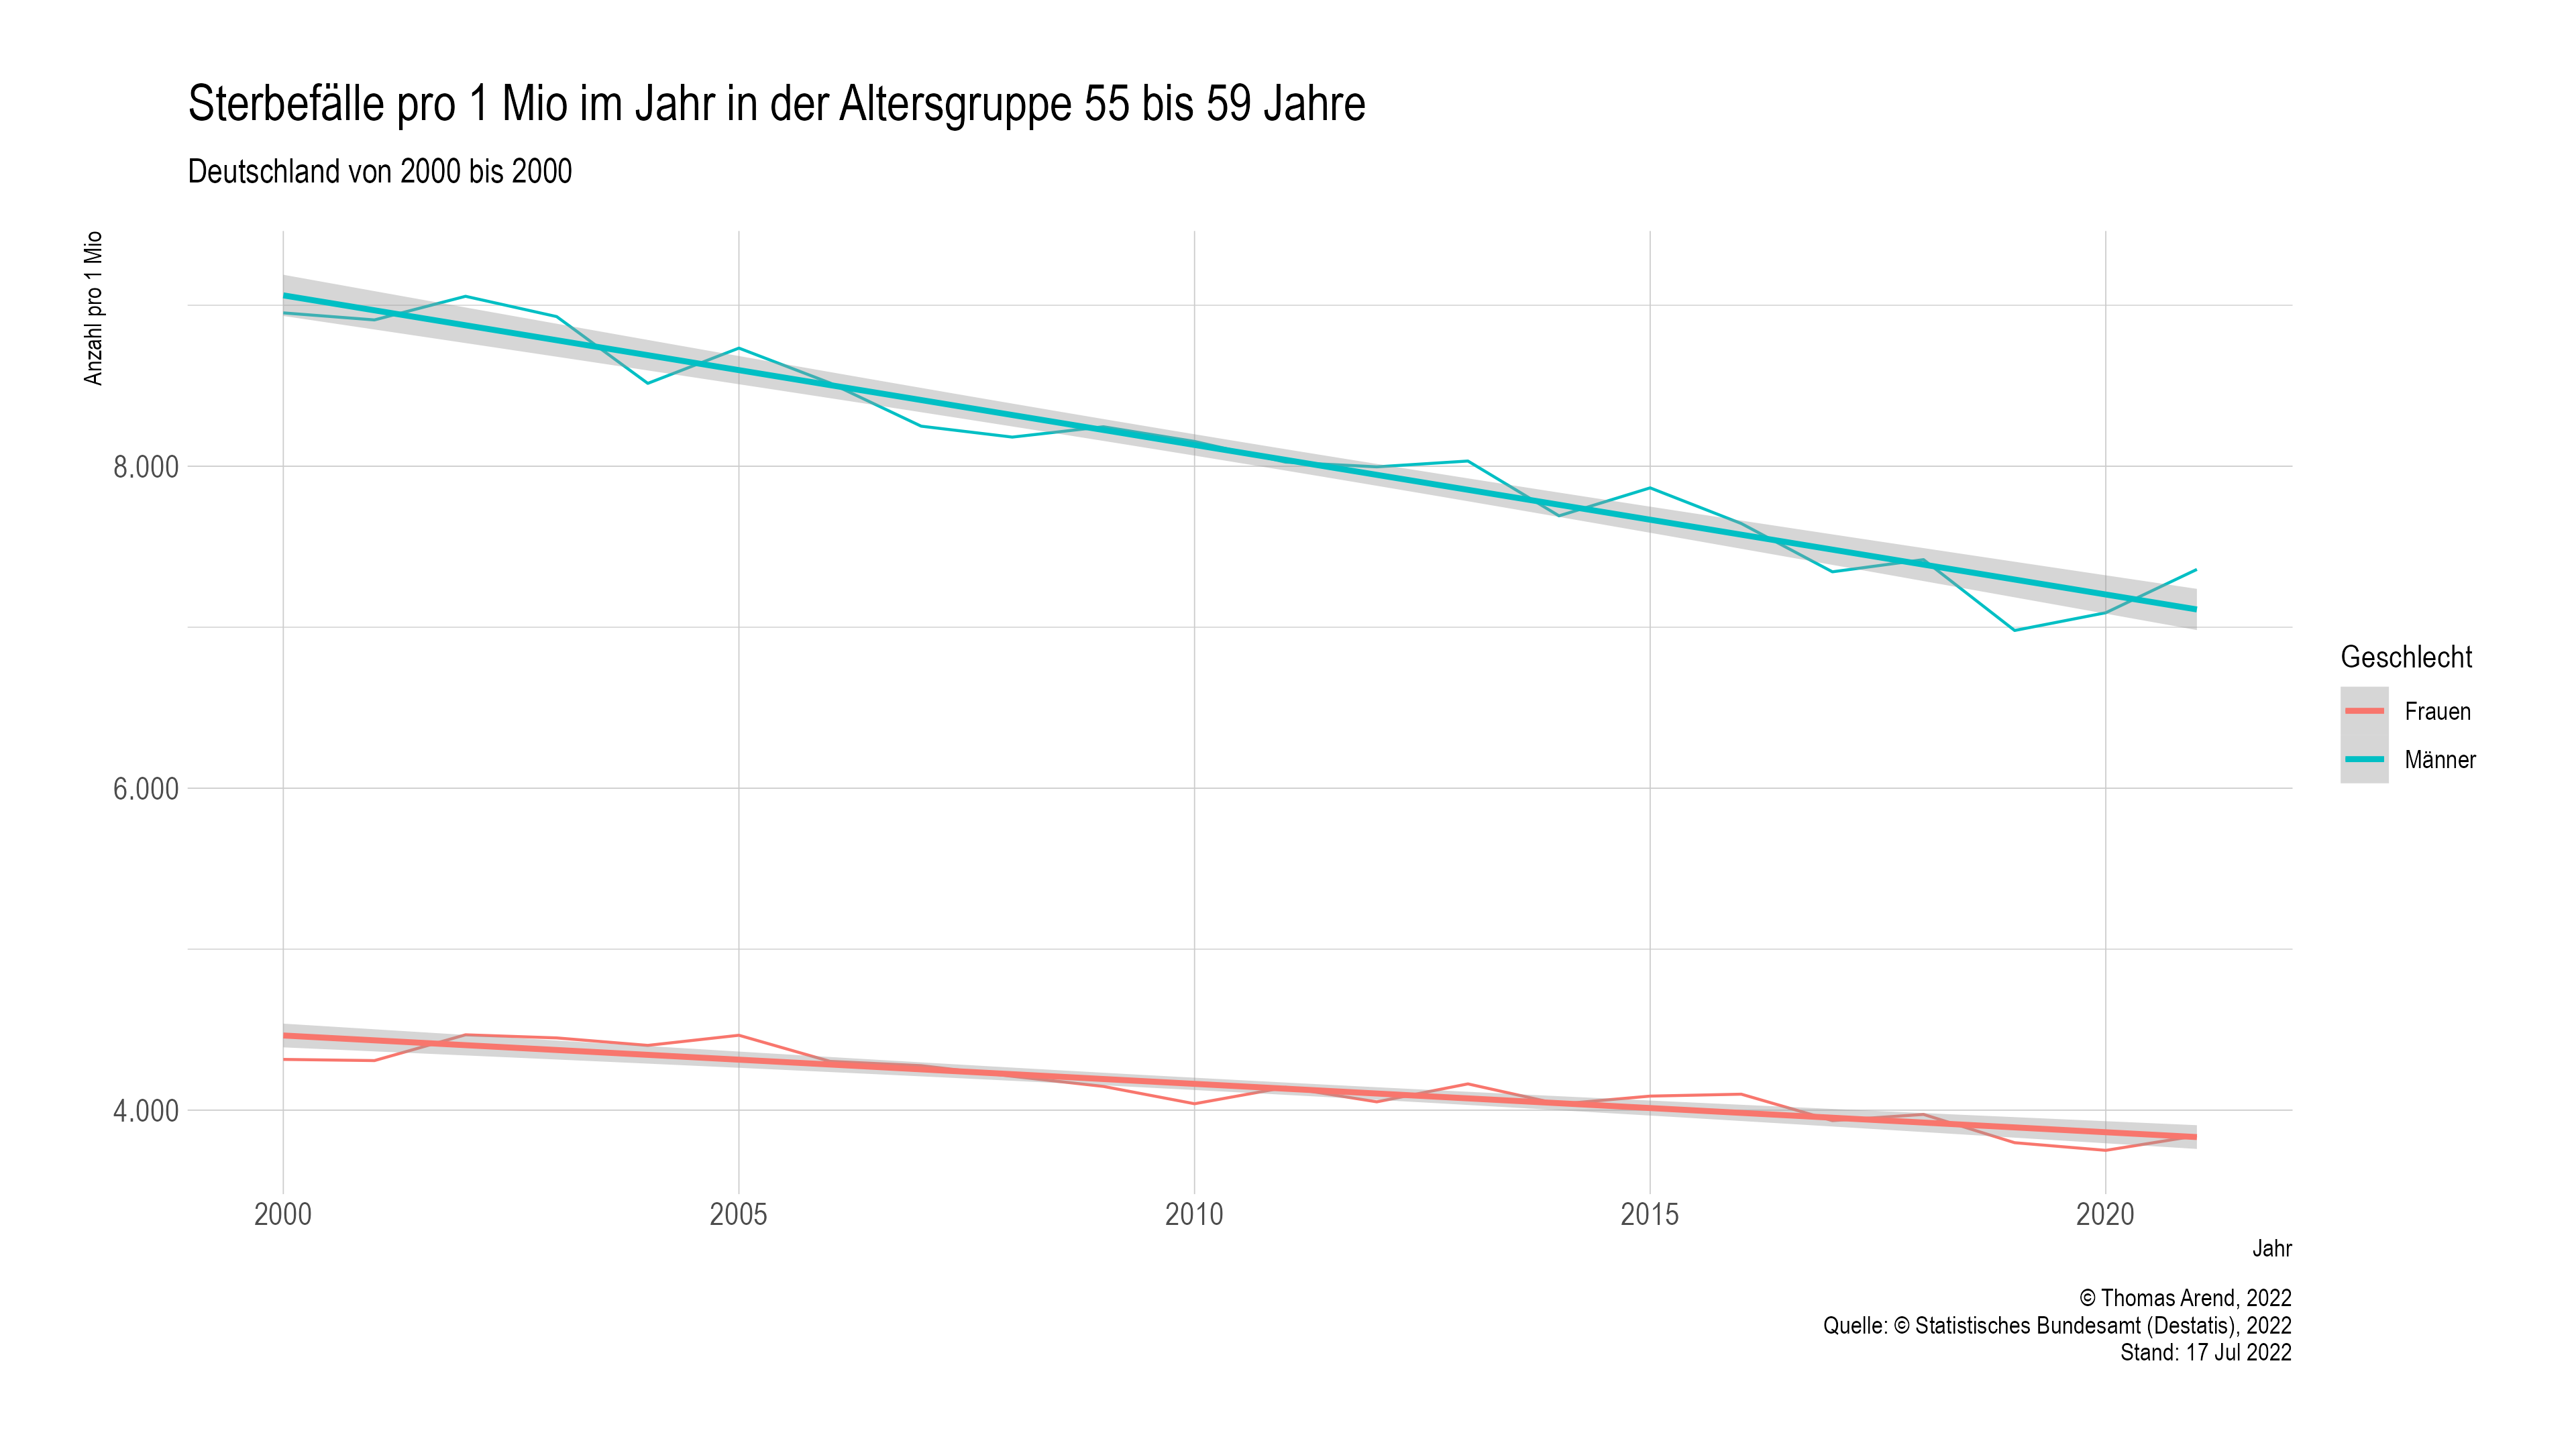 Sterbefälle pro 1 Mio im Jahr in der Altersgruppe 55 bis 59 Jahre
Deutschland von 2000 bis 2000
Anzahl pro 1 Mio
8.000
6.000
4.000
2000
2005
2010
2015
2020
Jahr
Geschlecht
Frauen
Männer
© Thomas Arend, 2022
Quelle: © Statistisches Bundesamt (Destatis), 2022
Stand: 17 Jul 2022